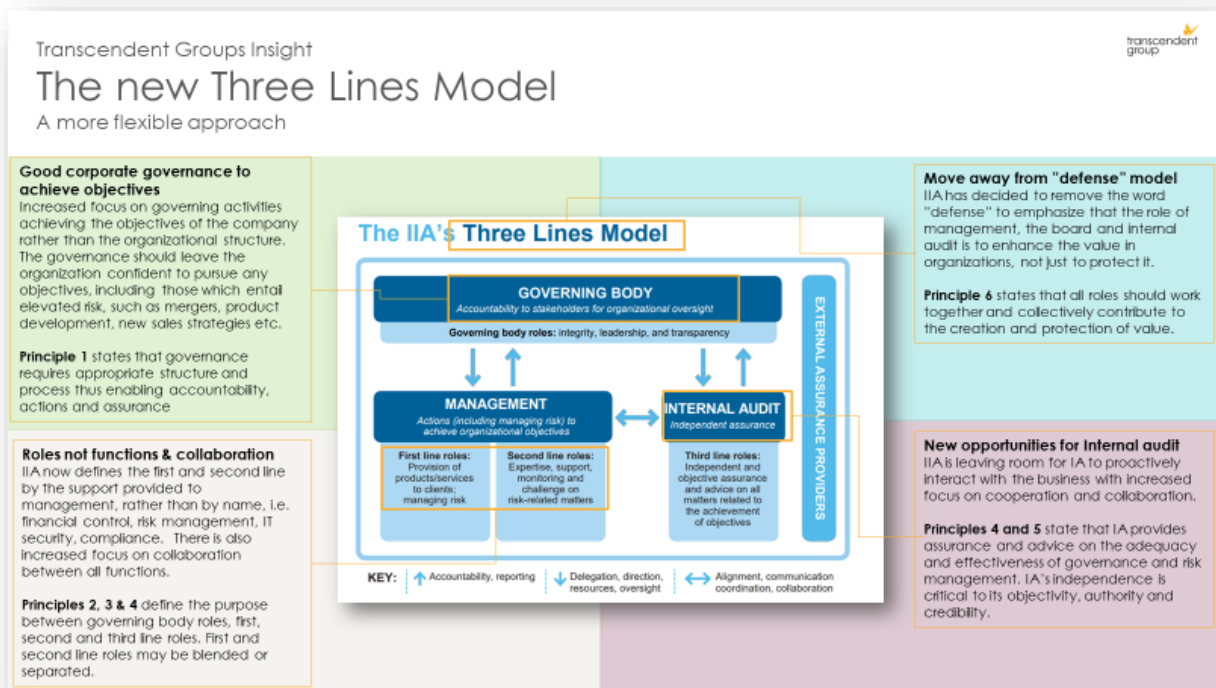 Transcendent Groups Insight
The new Three Lines Model
A more flexible approach
transcendent
group
Good corporate governance to
achieve objectives
Increased focus on governing activities
achieving the objectives of the company
rather than the organizational structure.
The governance should leave the
organization confident to pursue any
objectives, including those which entail
elevated risk, such as mergers, product
development, new sales strategies etc.
Principle 1 states that governance
requires appropriate structure and
process thus enabling accountability,
actions and assurance
Roles not functions & collaboration
IIA now defines the first and second line
by the support provided to
management, rather than by name, i.e.
financial control, risk management, IT
security, compliance. There is also
increased focus on collaboration
between all functions.
Principles 2, 3 & 4 define the purpose
between governing body roles, first,
second and third line roles. First and
second line roles may be blended or
separated.
The IIA's Three Lines Model
GOVERNING BODY
Accountability to stakeholders for organizational oversight
Governing body roles: integrity, leadership, and transparency
MANAGEMENT
Actions (including managing risk) to
achieve organizational objectives
First line roles:
Provision of
products/services
to clients;
managing risk
Second line roles:
Expertise, support,
monitoring and
challenge on
risk-related matters
INTERNAL AUDIT
Independent assurance
Third line roles:
Independent and
objective assurance
and advice on all
matters related to
the achievement
of objectives
EXTERNAL ASSURANCE PROVIDERS
KEY:
Accountability, reporting
Delegation, direction,
resources, oversight
Alignment, communication
coordination, collaboration
Move away from "defense" model
IIA has decided to remove the word
"defense" to emphasize that the role of
management, the board and internal
audit is to enhance the value in
organizations, not just to protect it.
Principle 6 states that all roles should work
together and collectively contribute to
the creation and protection of value.
New opportunities for Internal audit
IIA is leaving room for IA to proactively
interact with the business with increased
focus on cooperation and collaboration.
Principles 4 and 5 state that IA provides
assurance and advice on the adequacy
and effectiveness of governance and risk
management. IA's independence is
critical to its objectivity, authority and
credibility.